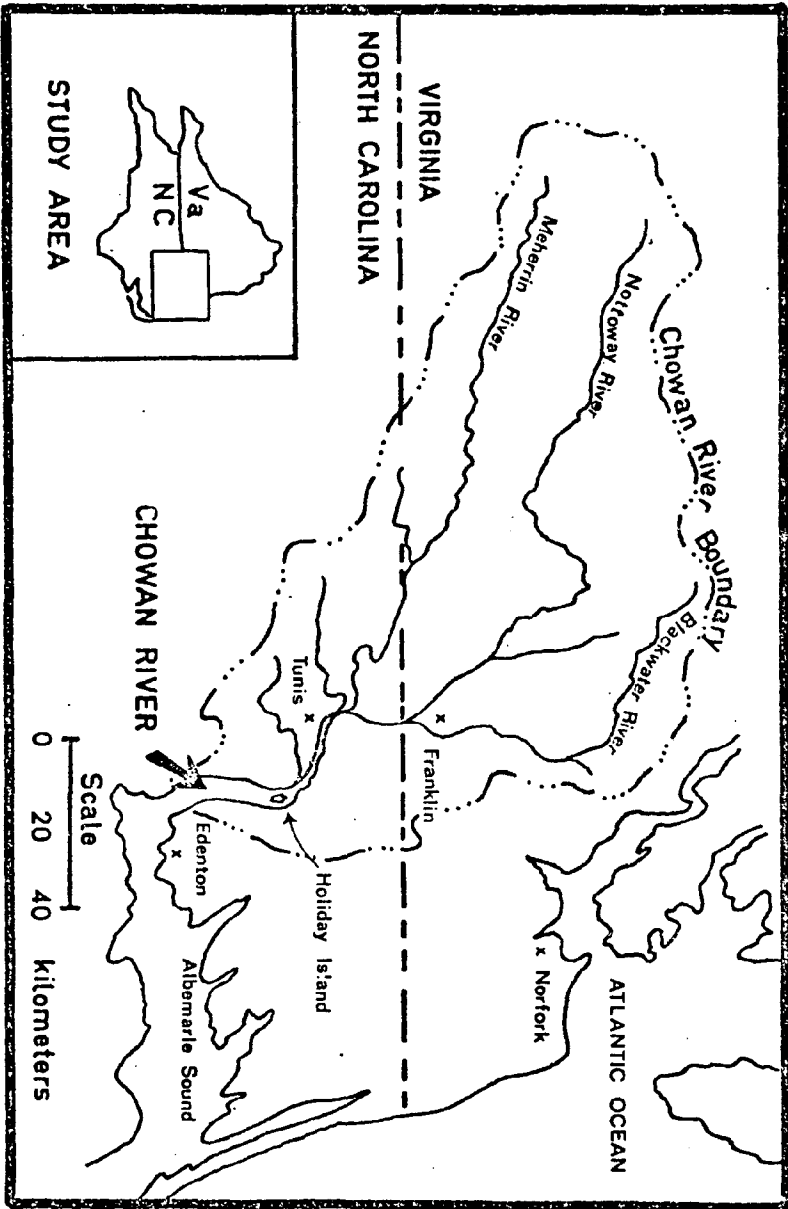 Chowan River Boundary
ATLANTIC OCEAN
Nottoway River
Blackwater River
Meherrin River
x Norfork
VIRGINIA
x
Franklin
NORTH CAROLINA
Tunis
x
Holiday Island
Edenton
x
Albemarle Sound
CHOWAN RIVER
Scale
0 20 40 kilometers
Va
NC
STUDY AREA